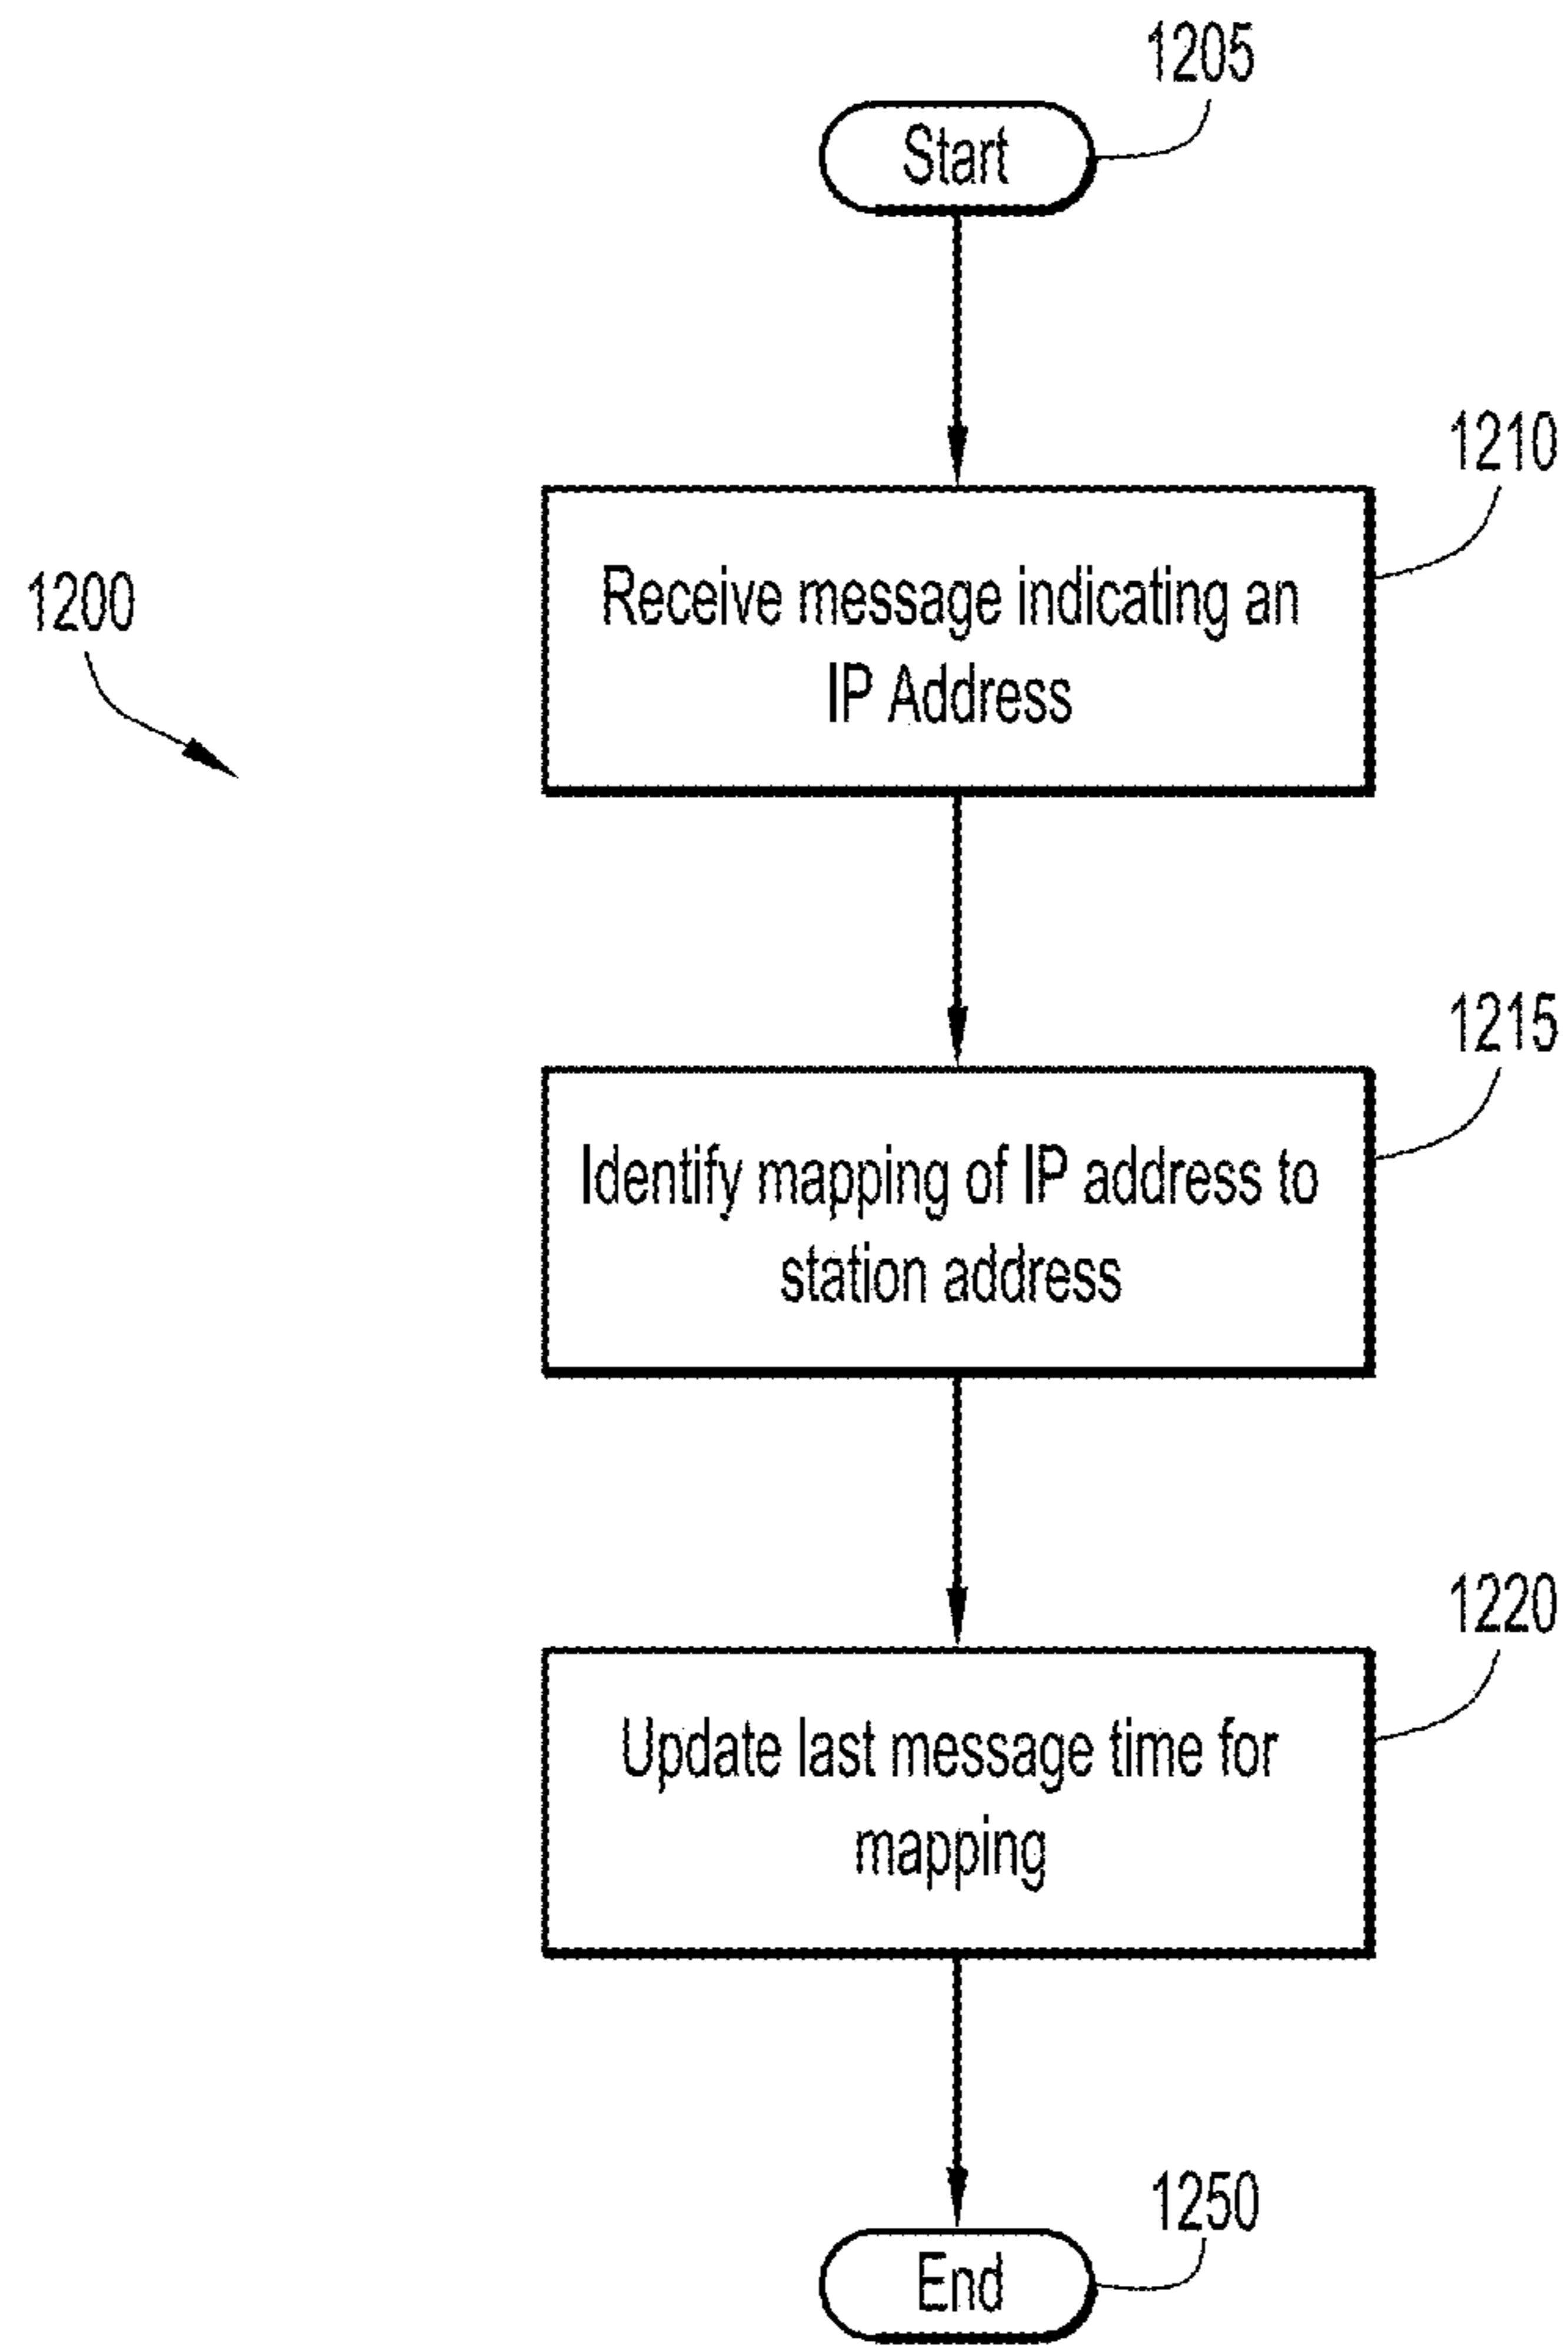 1205
Start
1210
Receive message indicating an
IP Address
1200
1215
Identify mapping of IP address to
station address
1220
Update last message time for
mapping
1250
End